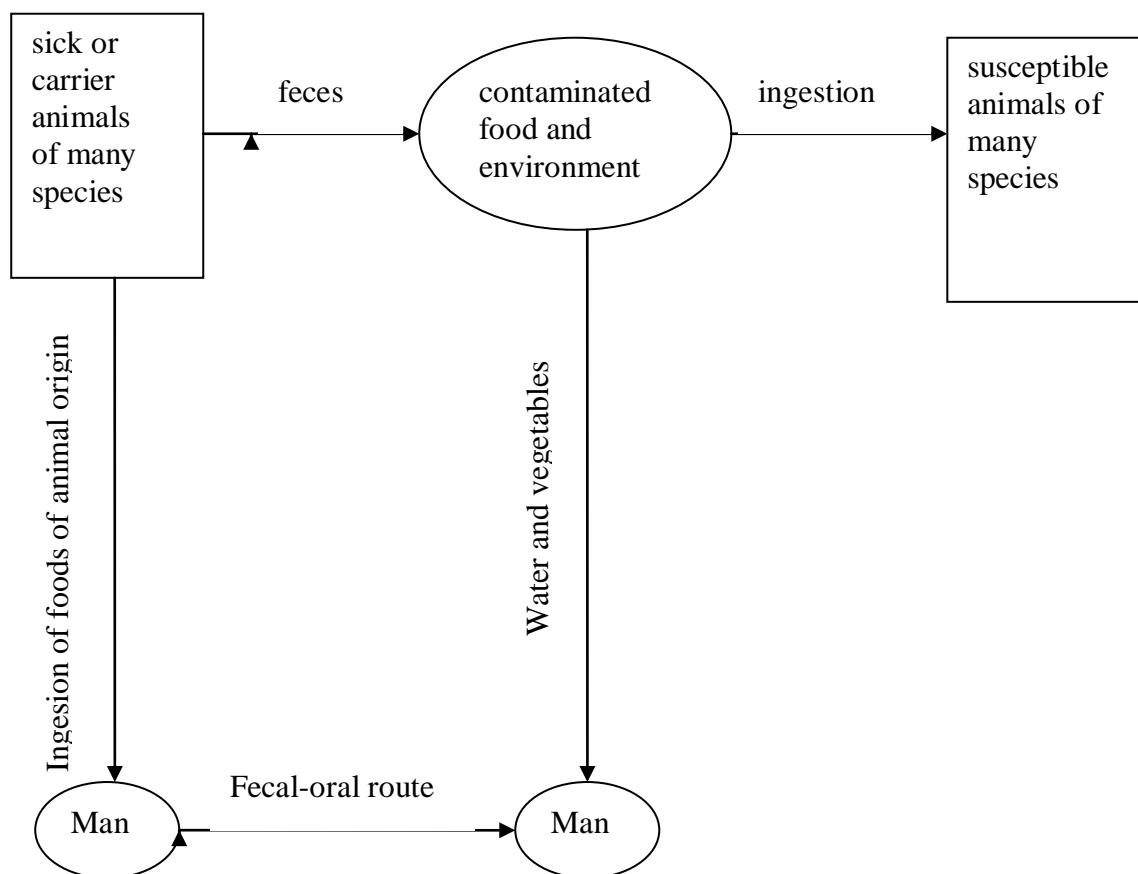 sick or
carrier
animals
of many
species
feces
contaminated
food and
environment
ingestion
susceptible
animals of
many
species
Ingesion of foods of animal origin
Water and vegetables
Man
Fecal-oral route
Man